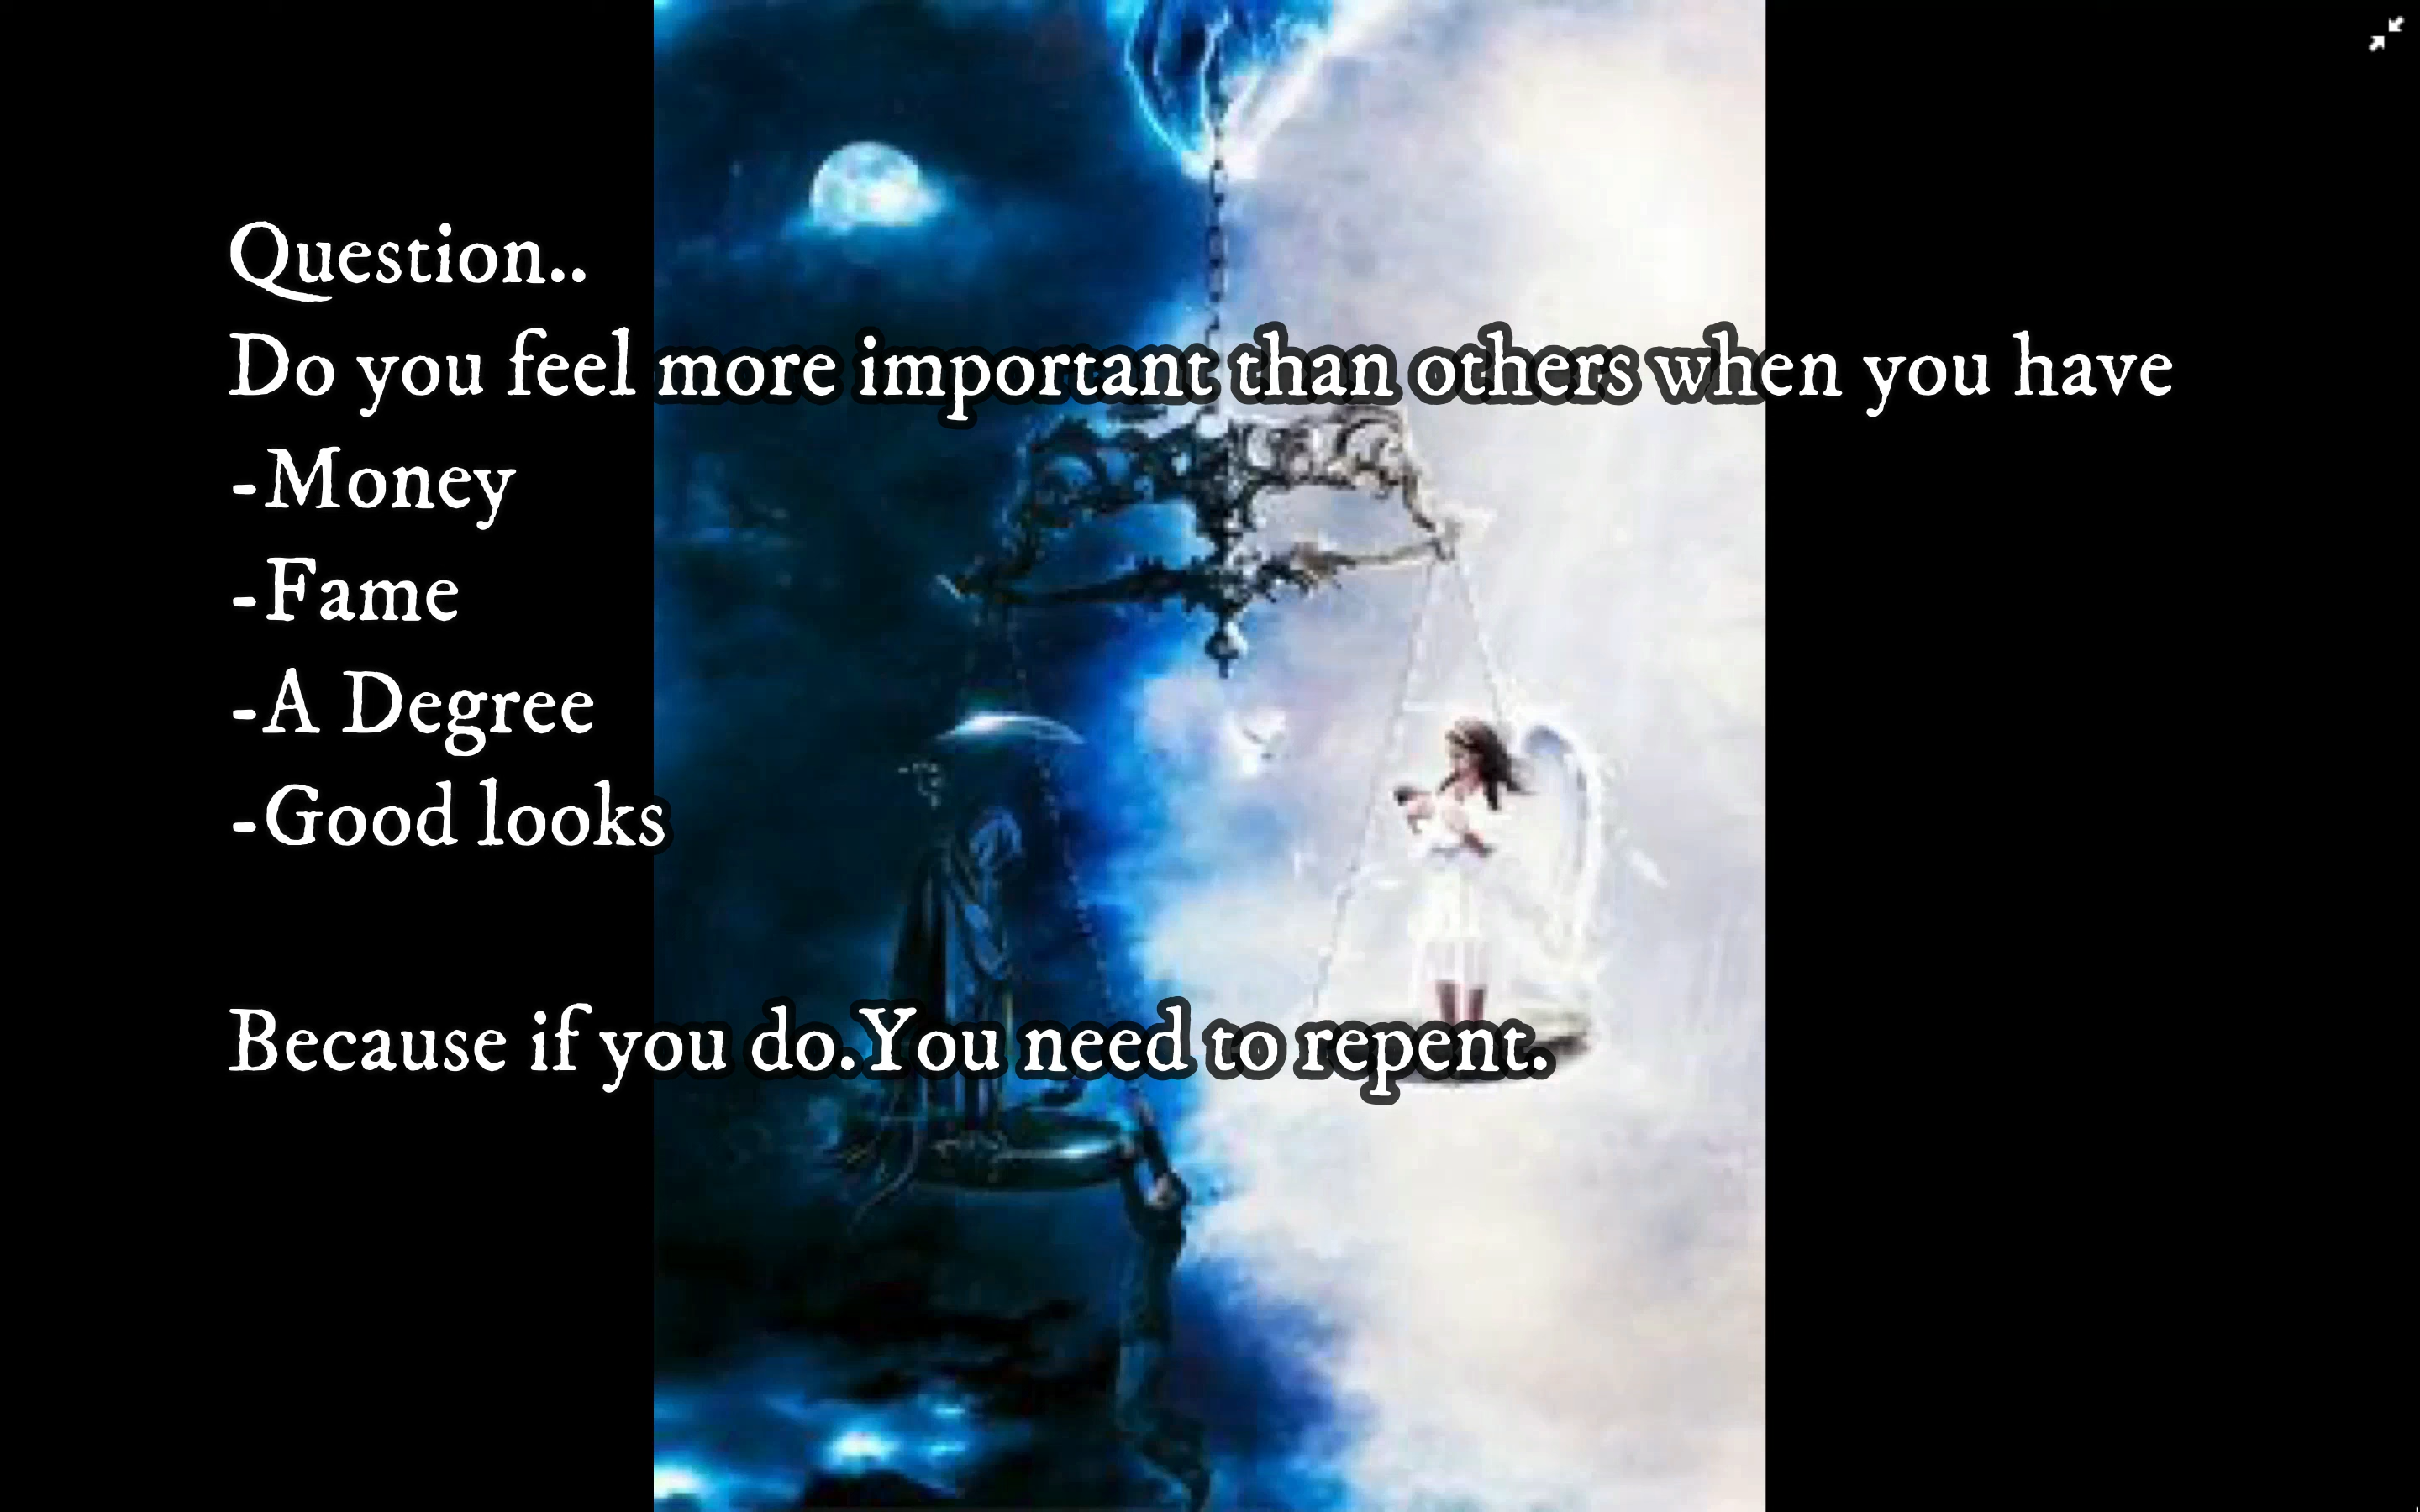 Question..
Do you feel more important than others when you have
-Money
-Fame
-A Degree
-Good looks
Because if you do.You need to repent.